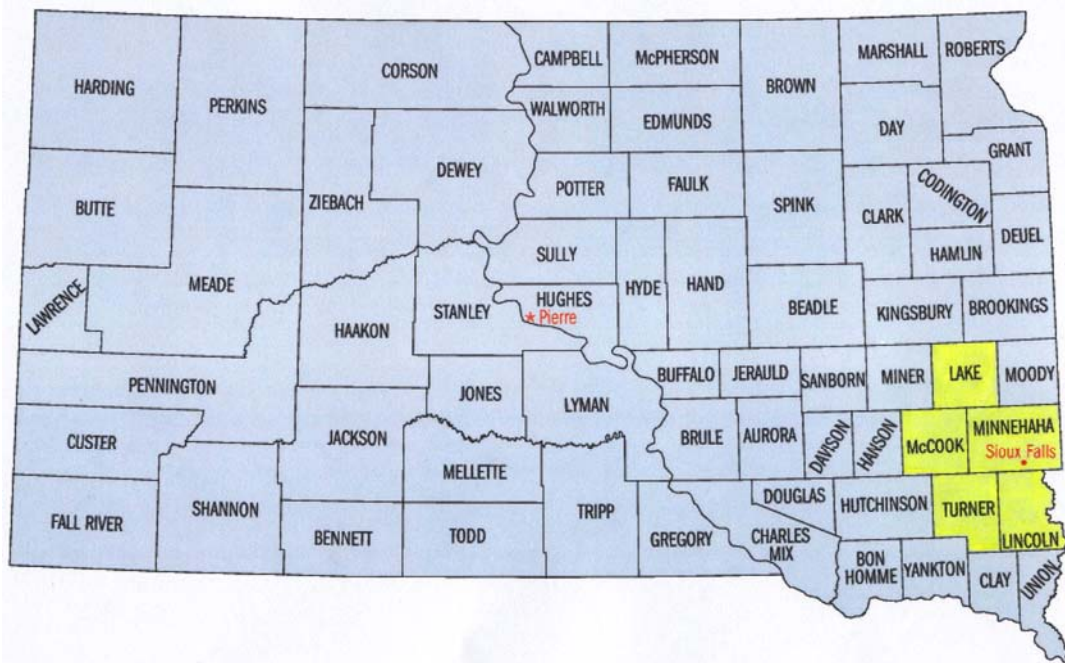 HARDING
PERKINS
CORSON
CAMPBELL
McPHERSON
BROWN
MARSHALL
ROBERTS
WALWORTH
EDMUNDS
DAY
GRANT
BUTTE
ZIEBACH
DEWEY
POTTER
FAULK
SPINK
CLARK
CODINGTON
HAMLIN
DEUEL
LAWRENCE
MEADE
HAAKON
STANLEY
SULLY
HUGHES
Pierre
HYDE
HAND
BEADLE
KINGSBURY
BROOKINGS
PENNINGTON
JONES
LYMAN
BUFFALO
JERAULD
SANBORN
MINER
LAKE
MOODY
CUSTER
JACKSON
MELLETTE
BRULE
AURORA
DAVISON
HANSON
McCOOK
MINNEHAHA
Sioux Falls
FALL RIVER
SHANNON
BENNETT
TODD
TRIPP
GREGORY
CHARLES
MIX
DOUGLAS
HUTCHINSON
TURNER
LINCOLN
BON
HOMME
YANKTON
CLAY
UNION